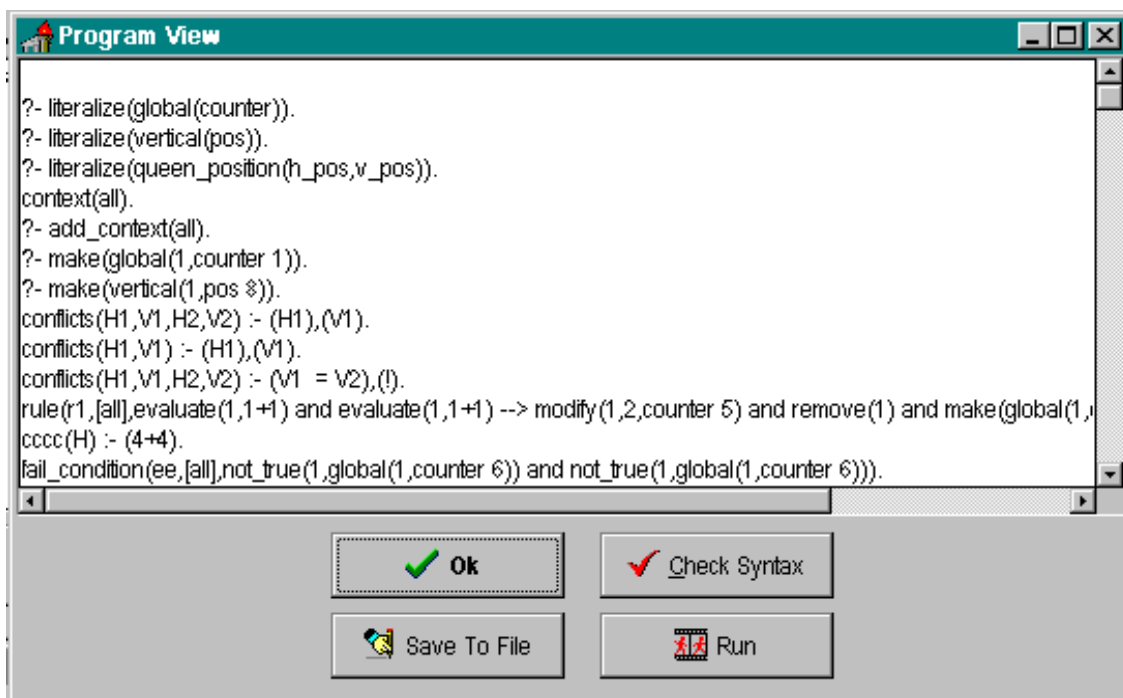 Program View
?- literalize(global(counter)).
?- literalize(vertical(pos)).
?- literalize(queen_position(h_pos,v_pos)).
context(all).
?- add_context(all).
?- make(global(1,counter 1)).
?- make(vertical(1,pos 8)).
conflicts(H1,V1,H2,V2) :- (H1),(V1).
conflicts(H1,V1) :- (H1),(V1).
conflicts(H1,V1,H2,V2) :- (V1 = V2),(!).
rule(r1,[all],evaluate(1,1+1) and evaluate(1,1+1) --> modify(1,2,counter 5) and remove(1) and make(global(1,
cccc(H) :- (4+4).
fail_condition(ee,[all],not_true(1,global(1,counter 6)) and not_true(1,global(1,counter 6))).
Ok
Check Syntax
Save To File
Run